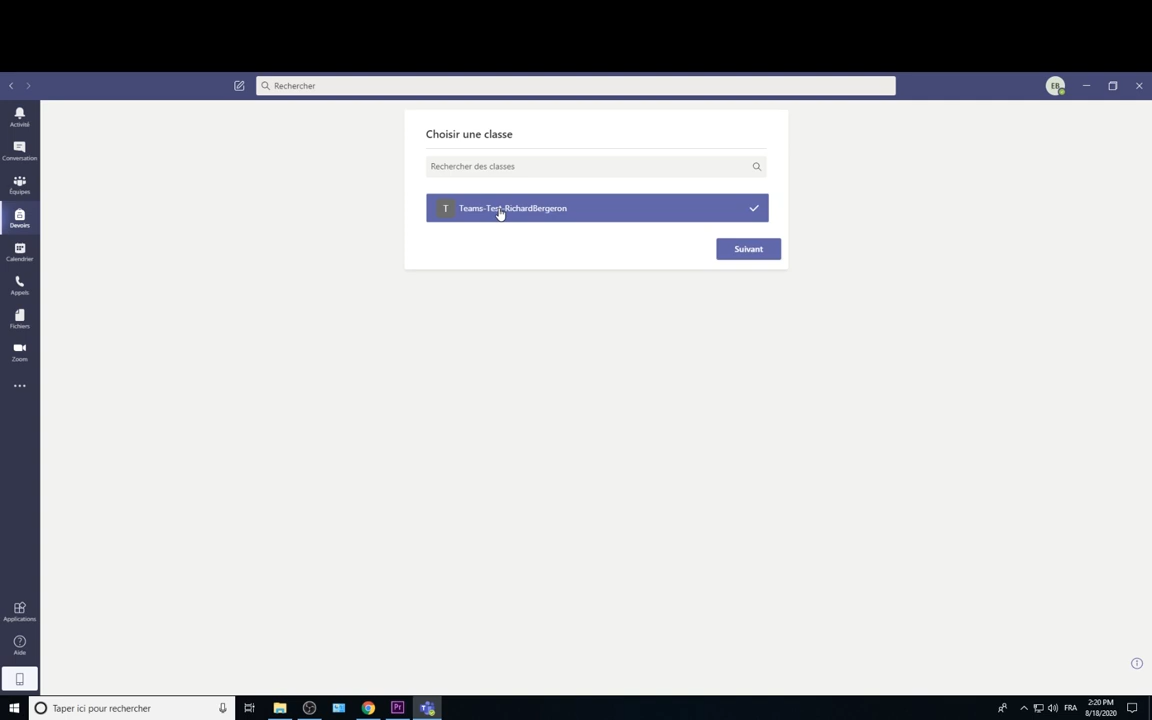 Rechercher
EB
Activité
Conversation
Équipes
Devoirs
Calendrier
Appels
Fichiers
Zoom
Applications
Aide
Choisir une classe
Rechercher des classes
T Teams-Test-RichardBergeron
Suivant
Taper ici pour rechercher
Pr
FRA
2:20 PM
8/18/2020